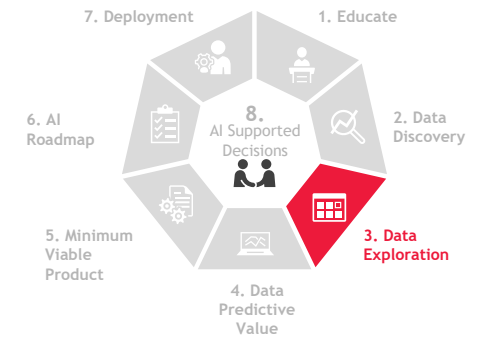 7. Deployment
1. Educate
2. Data
Discovery
3. Data
Exploration
4. Data
Predictive
Value
5. Minimum
Viable
Product
6. AI
Roadmap
8.
AI Supported
Decisions